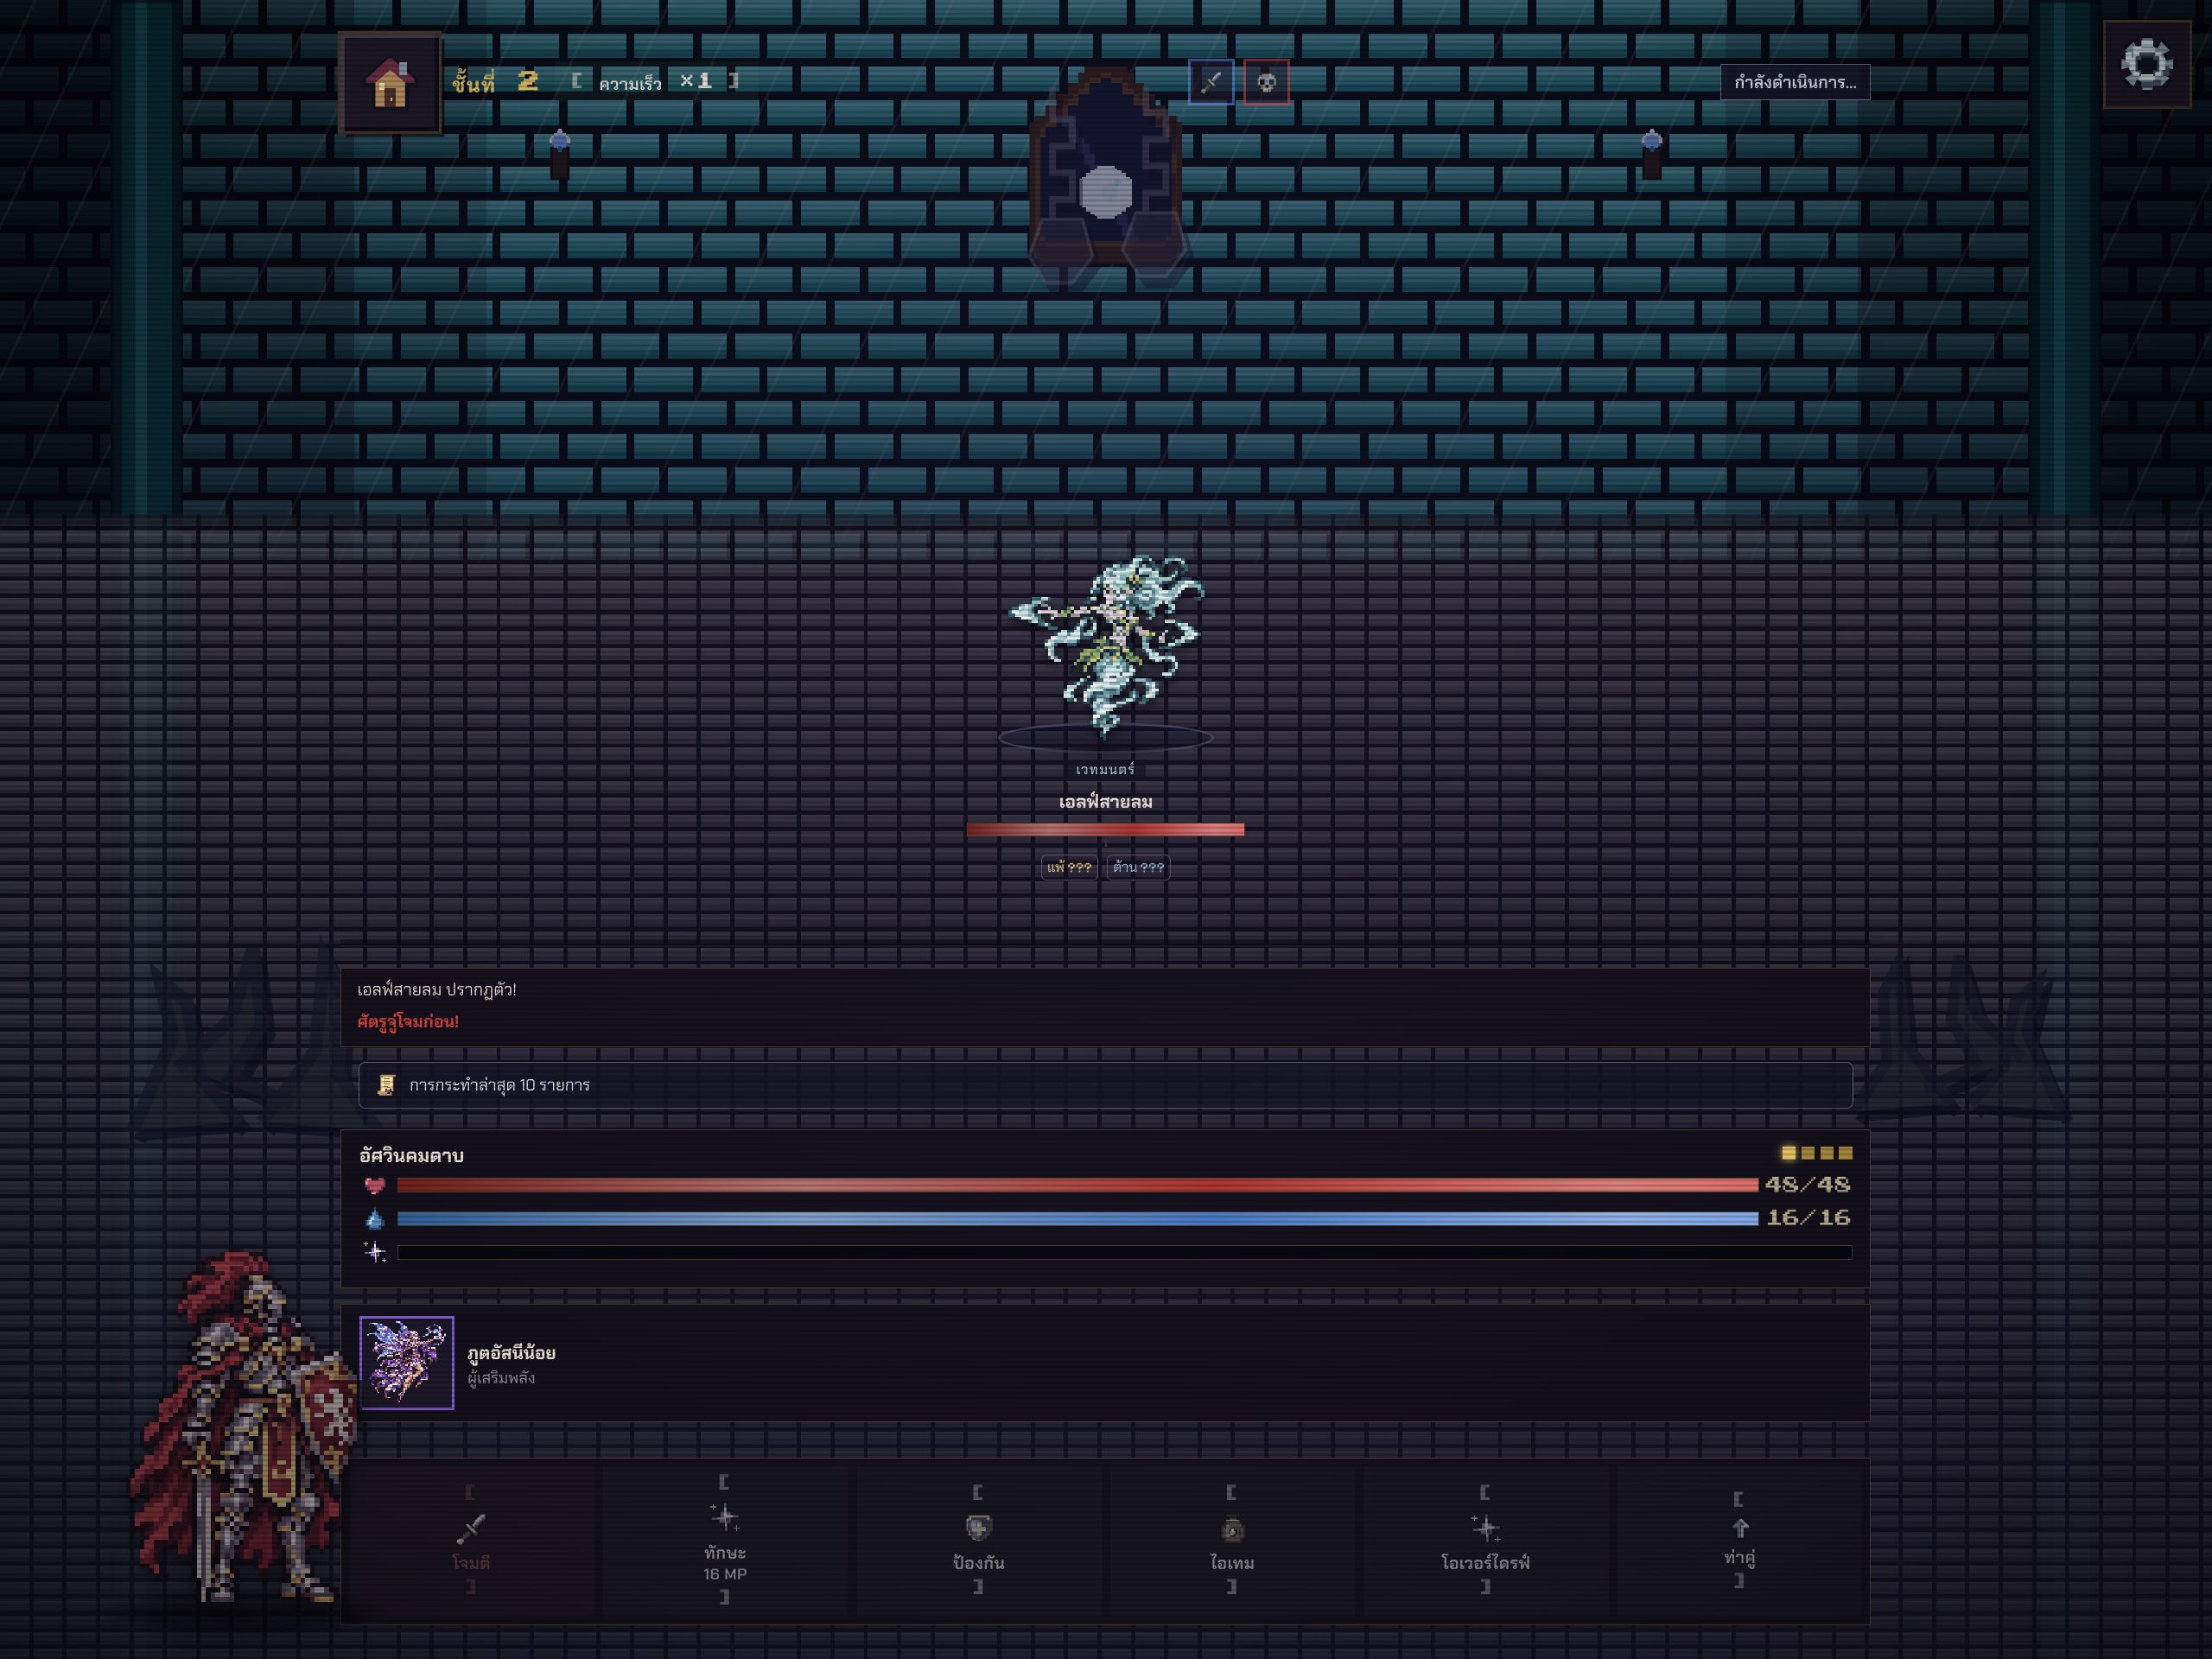 ชั้นที่ 2 [ ความเร็ว ×1 ]
กำลังดำเนินการ...
เวทมนตร์
เอลฟ์สายลม
แพ้ ??? ต้าน ???
เอลฟ์สายลม ปรากฏตัว!
ศัตรูจู่โจมก่อน!
การกระทำล่าสุด 10 รายการ
อัศวินคมดาบ
48/48
16/16
ภูตอัสนีน้อย
ผู้เสริมพลัง
[ โจมตี ]
[ ทักษะ
16 MP ]
[ ป้องกัน ]
[ ไอเทม ]
[ โอเวอร์ไดรฟ์ ]
[ ท่าคู่ ]